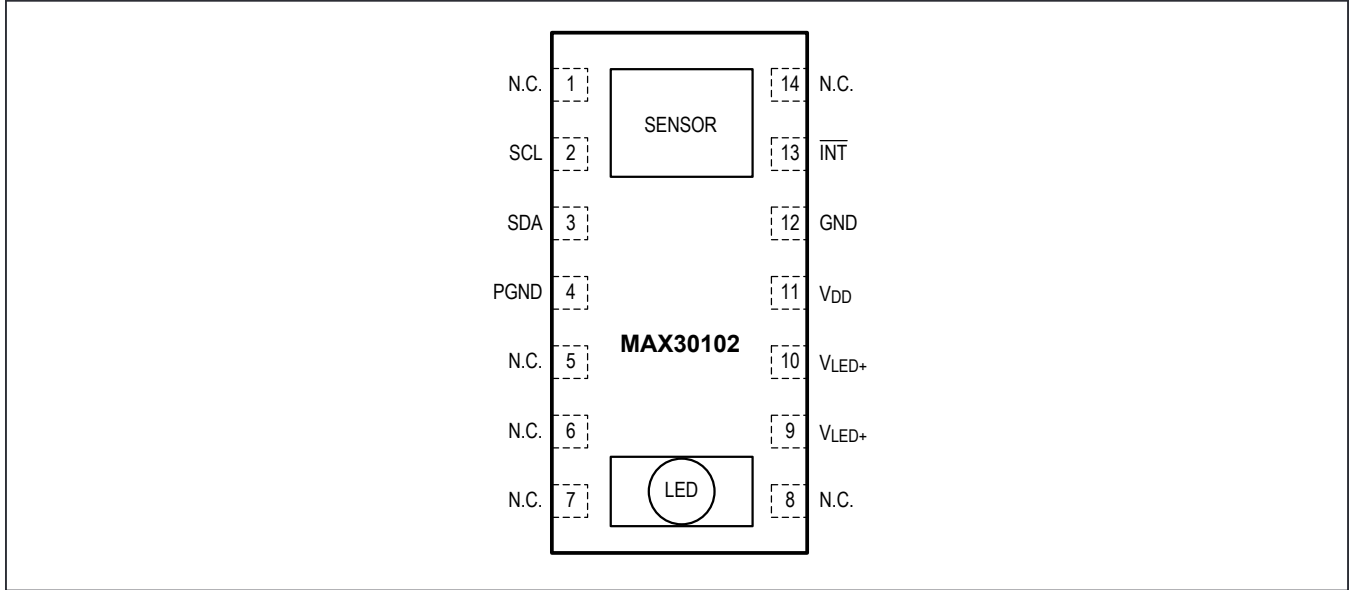 N.C. 1 14 N.C.
SENSOR
SCL 2 13 INT
SDA 3 12 GND
PGND 4 11 VDD
MAX30102
N.C. 5 10 VLED+
N.C. 6 9 VLED+
N.C. 7 LED 8 N.C.